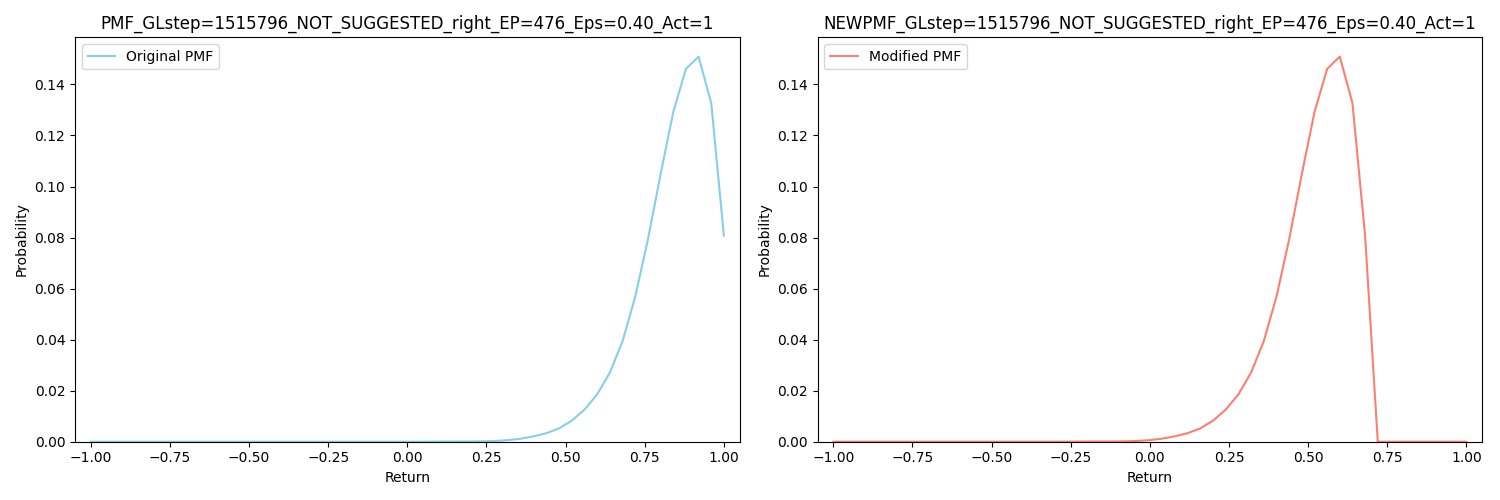 PMF_GLstep=1515796_NOT_SUGGESTED_right_EP=476_Eps=0.40_Act=1
Original PMF
Probability
0.14
0.12
0.10
0.08
0.06
0.04
0.02
0.00
−1.00 −0.75 −0.50 −0.25 0.00 0.25 0.50 0.75 1.00
Return
NEWPMF_GLstep=1515796_NOT_SUGGESTED_right_EP=476_Eps=0.40_Act=1
Modified PMF
Probability
0.14
0.12
0.10
0.08
0.06
0.04
0.02
0.00
−1.00 −0.75 −0.50 −0.25 0.00 0.25 0.50 0.75 1.00
Return